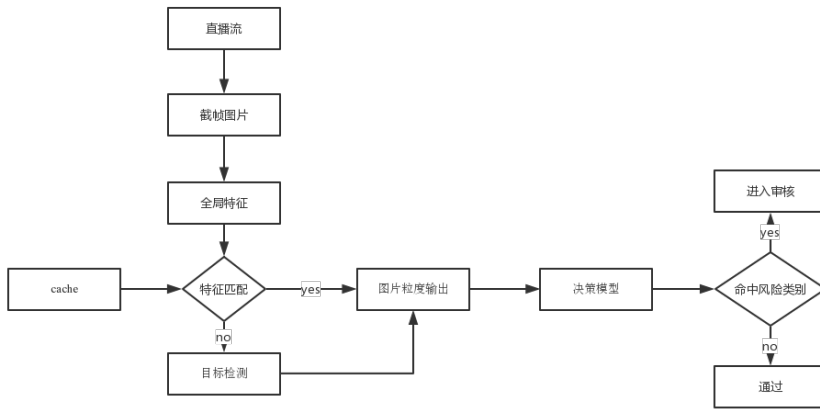 直播流
截帧图片
全局特征
cache
特征匹配
yes
no
目标检测
图片粒度输出
决策模型
命中风险类别
yes
进入审核
no
通过